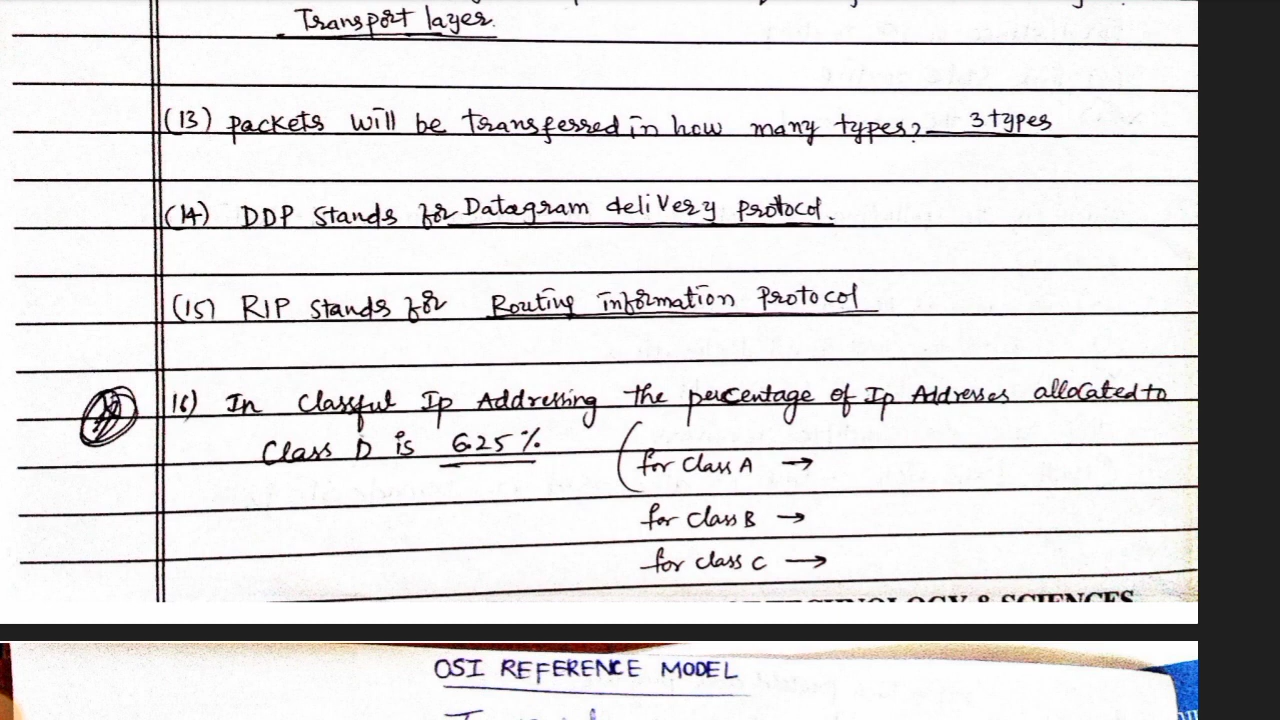 Transport layer.
(13) packets will be transferred in how many types? 3 types
(14) DDP stands for Datagram delivery protocol.
(15) RIP stands for Routing information protocol
16) In Classful Ip Addressing the percentage of Ip Addresses allocated to
Class D is 6.25%
(for Class A →
for Class B →
for class C →
TECHNOLOGY & SCIENCES
OSI REFERENCE MODEL